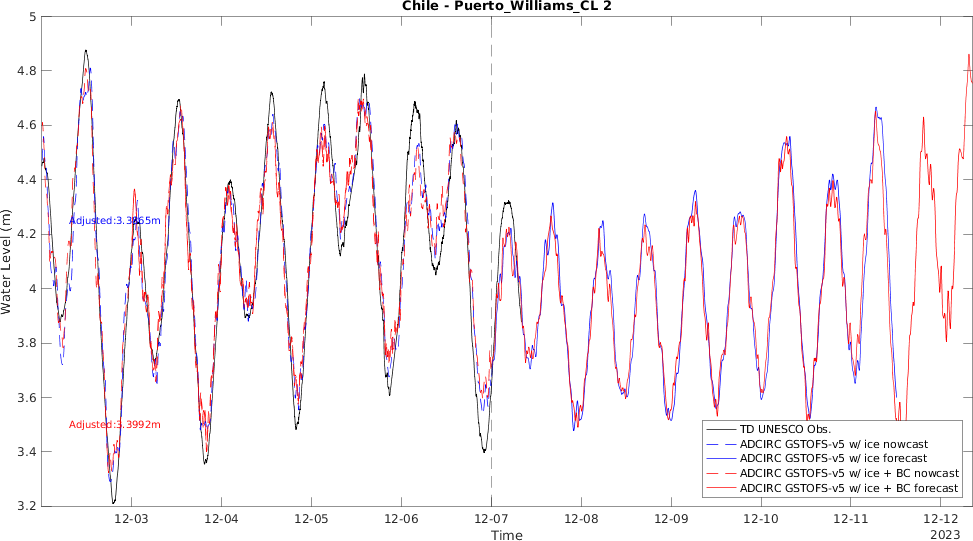 Chile - Puerto_Williams_CL 2
5
4.8
4.6
4.4
4.2
4
3.8
3.6
3.4
3.2
Water Level (m)
Adjusted:3.3865m
Adjusted:3.3992m
TD UNESCO Obs.
ADCIRC GSTOFS-v5 w/ ice nowcast
ADCIRC GSTOFS-v5 w/ ice forecast
ADCIRC GSTOFS-v5 w/ ice + BC nowcast
ADCIRC GSTOFS-v5 w/ ice + BC forecast
12-03 12-04 12-05 12-06 12-07 12-08 12-09 12-10 12-11 12-12
2023
Time